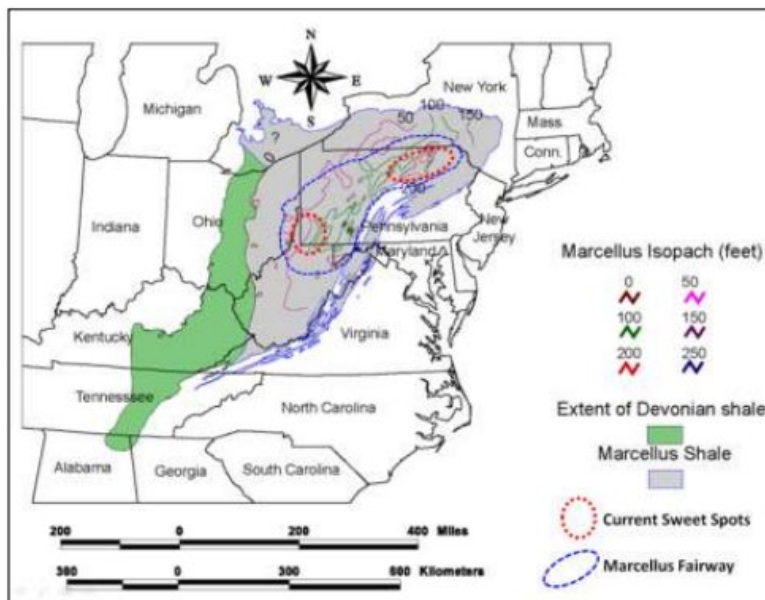 N
W E
S
Michigan
New York
50
100
150
?
Mass.
Conn.
Indiana
Ohio
200
Pennsylvania
New
Jersey
Maryland
Kentucky
Virginia
Tennesssee
North Carolina
Alabama
Georgia
South Carolina
Marcellus Isopach (feet)
0 50
100 150
200 250
Extent of Devonian shale
Marcellus Shale
Current Sweet Spots
Marcellus Fairway
200 0 200 400 Miles
300 0 300 600 Kilometers